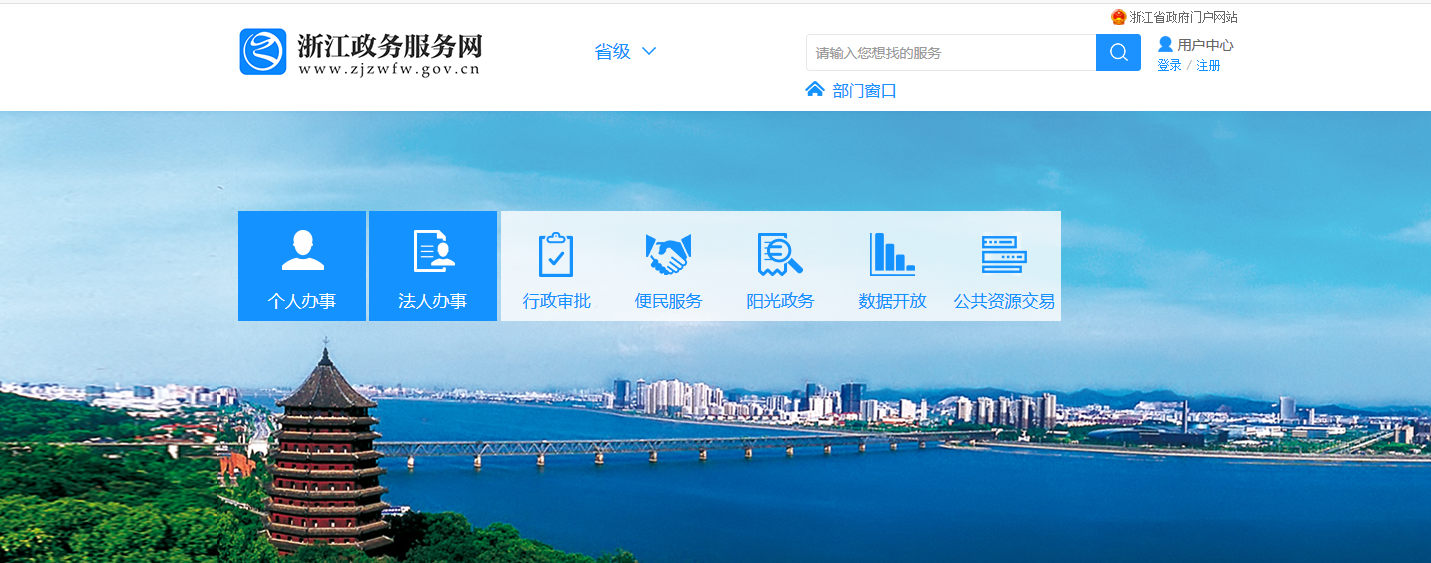 浙江省政府门户网站
浙江政务服务网
www.zjzwfw.gov.cn
省级
请输入您想找的服务
用户中心
登录 / 注册
部门窗口
个人办事
法人办事
行政审批
便民服务
阳光政务
数据开放
公共资源交易